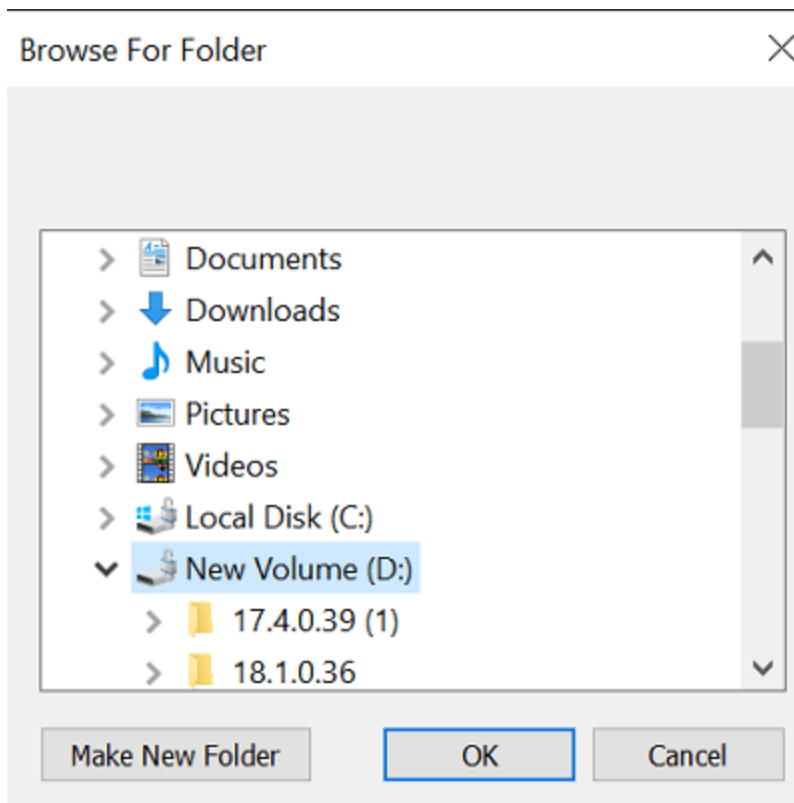 Browse For Folder
Documents
Downloads
Music
Pictures
Videos
Local Disk (C:)
New Volume (D:)
17.4.0.39 (1)
18.1.0.36
Make New Folder
OK
Cancel